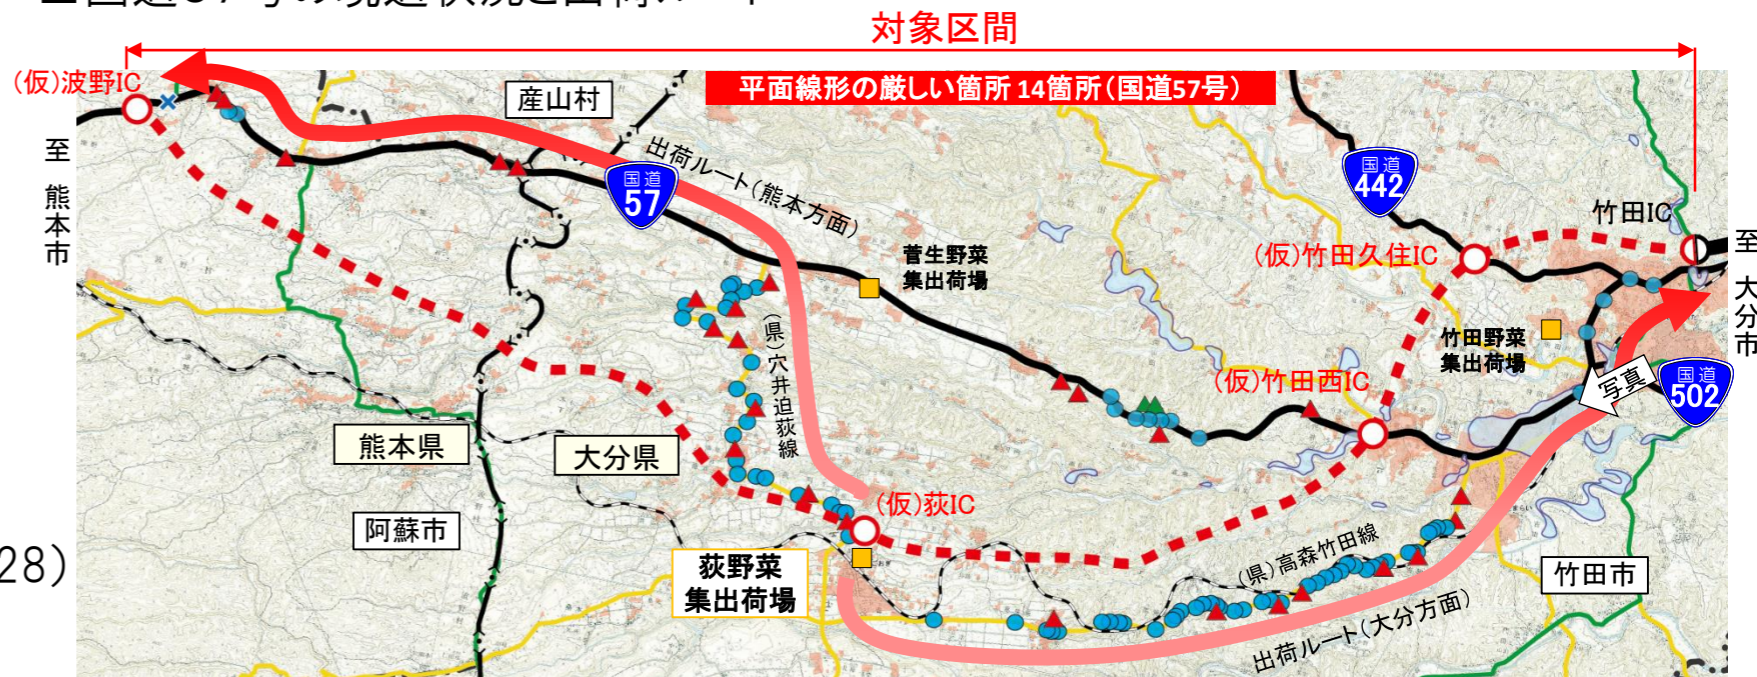 対象区間
(仮)波野IC
平面線形の厳しい箇所 14箇所(国道57号)
産山村
至 熊本市
出荷ルート(熊本方面)
国道
57
国道
442
竹田IC
至 大分市
(仮)竹田久住IC
菅生野菜
集出荷場
竹田野菜
集出荷場
(県)穴井迫荻線
(仮)竹田西IC
写真
国道
502
熊本県
大分県
(仮)荻IC
阿蘇市
荻野菜
集出荷場
(県)高森竹田線
竹田市
28)
出荷ルート(大分方面)